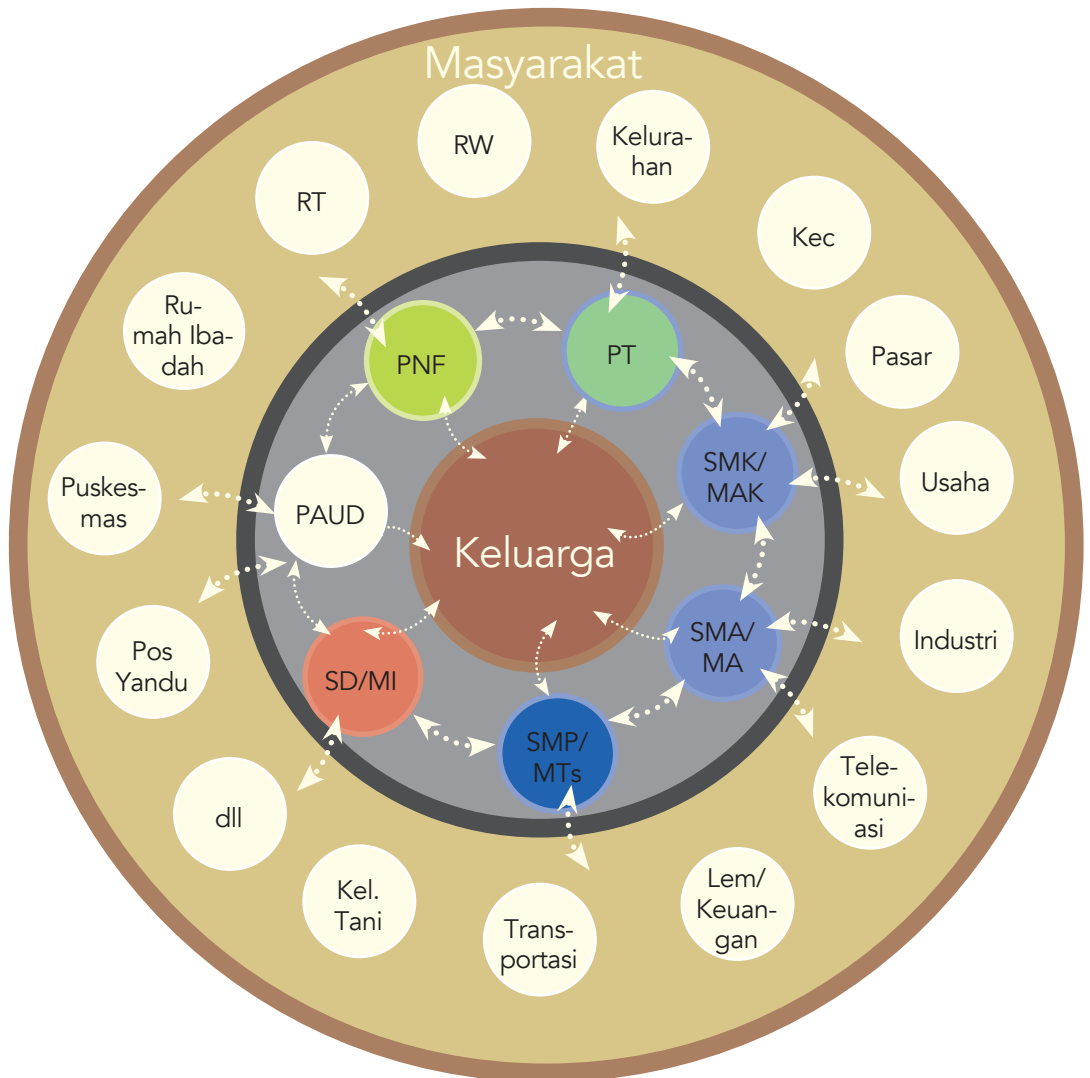 Masyarakat
RW
Kelura-
han
RT
Kec
Ru-
mah Iba-
dah
Pasar
PNF
PT
Puskes-
mas
PAUD
SMK/
MAK
Usaha
Keluarga
Pos
Yandu
SD/MI
SMA/
MA
Industri
SMP/
MTs
dll
Tele-
komuni-
asi
Kel.
Tani
Trans-
portasi
Lem/
Keuan-
gan